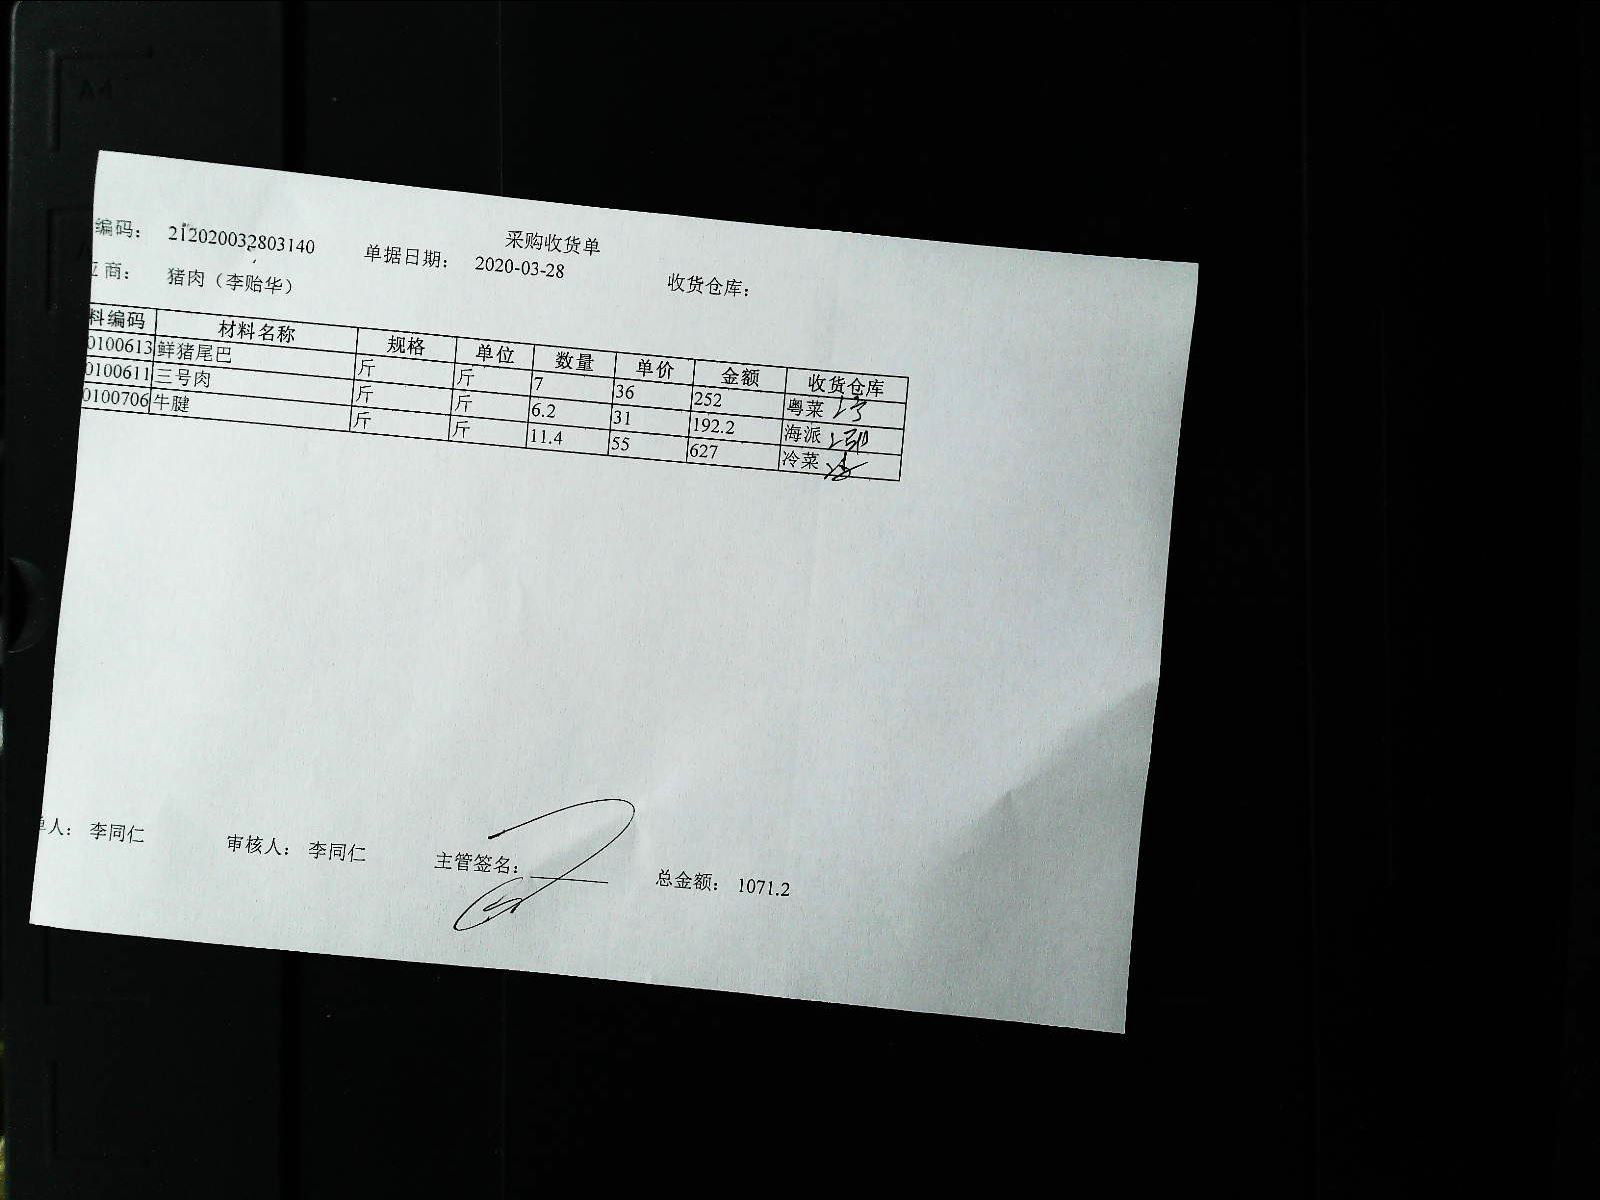 采购收货单
编码： 212020032803140 单据日期： 2020-03-28 收货仓库：
应商： 猪肉（李贻华）
料编码 材料名称 规格 单位 数量 单价 金额 收货仓库
0100613 鲜猪尾巴 斤 斤 7 36 252 粤菜
0100611 三号肉 斤 斤 6.2 31 192.2 海派
0100706 牛腱 斤 斤 11.4 55 627 冷菜
单人： 李同仁 审核人： 李同仁 主管签名： 总金额： 1071.2